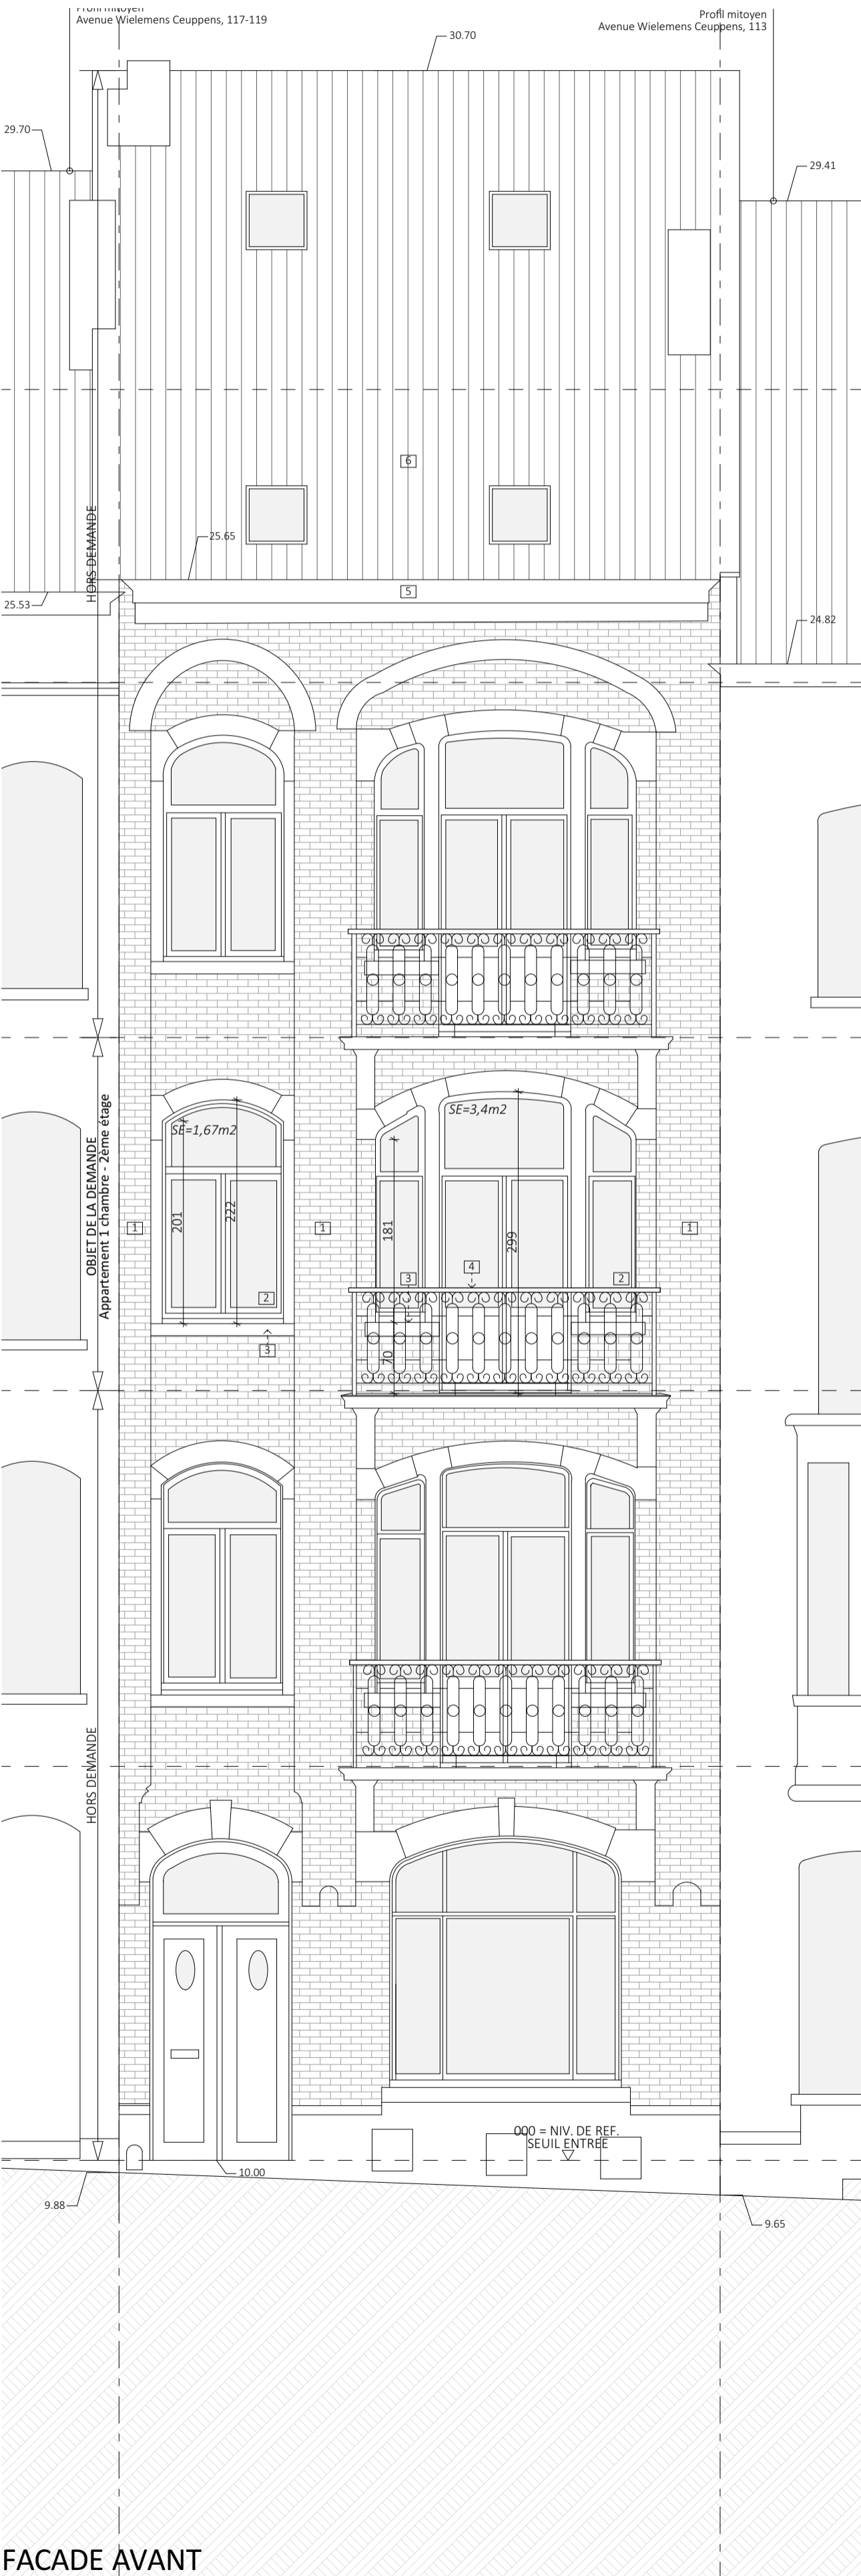 Profil mitoyen
Avenue Wielemens Ceuppens, 117-119
Profil mitoyen
Avenue Wielemens Ceuppens, 113
30.70
29.70
29.41
6
HORS DEMANDE
25.65
5
25.53
24.82
OBJET DE LA DEMANDE
Appartement 1 chambre - 2ème étage
SE=1,67m2
SE=3,4m2
201
222
181
299
1
1
1
4
3
2
2
3
70
HORS DEMANDE
000 = NIV. DE REF.
SEUIL ENTREE
10.00
9.88
9.65
FACADE AVANT